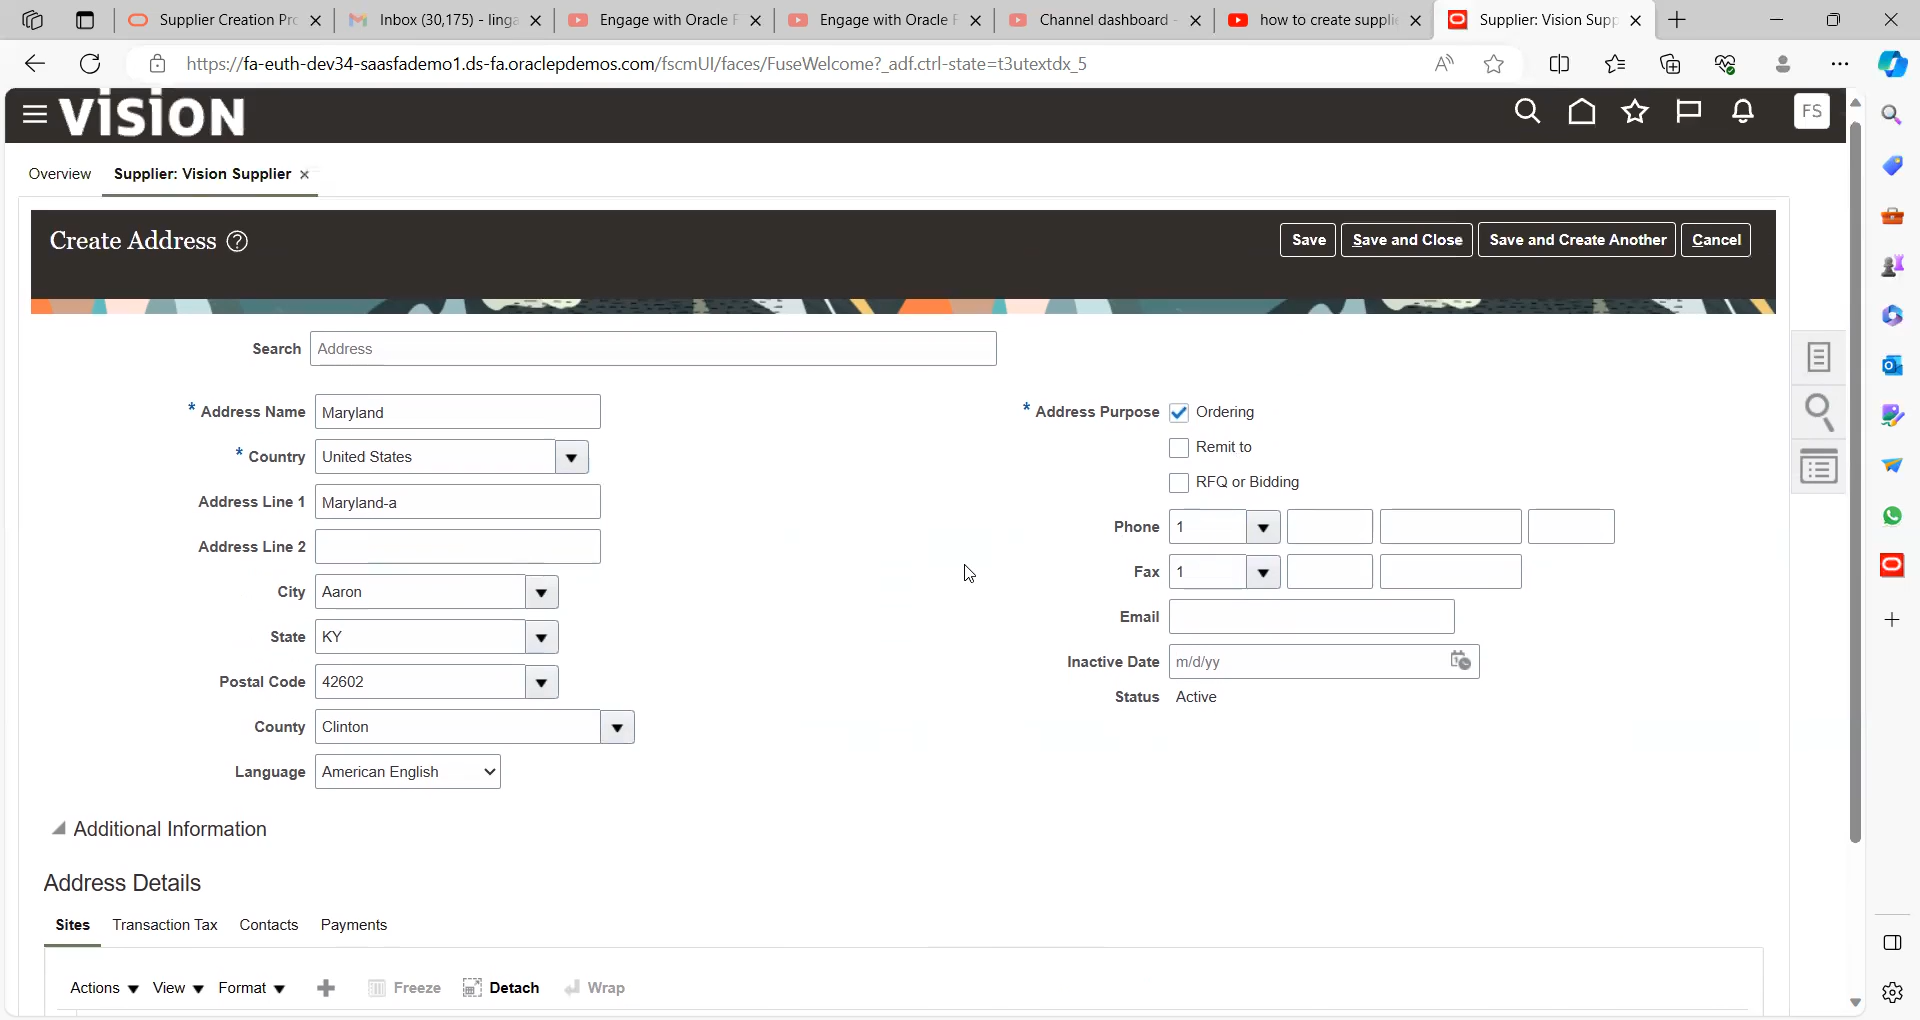 Supplier Creation Pro
Inbox (30,175) - linga
Engage with Oracle F
Engage with Oracle F
Channel dashboard -
how to create supplie
Supplier: Vision Supp
https://fa-euth-dev34-saasfademo1.ds-fa.oraclepdemos.com/fscmUI/faces/FuseWelcome?_adf.ctrl-state=t3utextdx_5
VISION
FS
Overview
Supplier: Vision Supplier
Create Address
Save
Save and Close
Save and Create Another
Cancel
Search Address
* Address Name Maryland
* Country United States
Address Line 1 Maryland-a
Address Line 2
City Aaron
State KY
Postal Code 42602
County Clinton
Language American English
* Address Purpose Ordering
Remit to
RFQ or Bidding
Phone 1
Fax 1
Email
Inactive Date m/d/yy
Status Active
Additional Information
Address Details
Sites Transaction Tax Contacts Payments
Actions View Format Freeze Detach Wrap